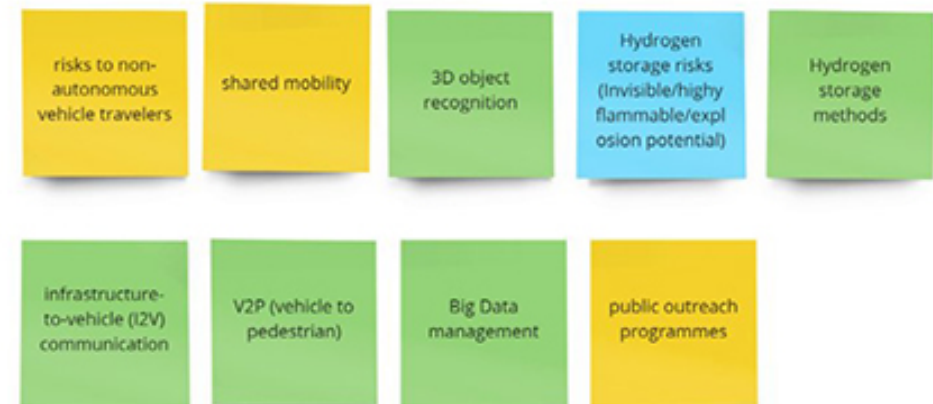 risks to non-
autonomous
vehicle travelers
shared mobility
3D object
recognition
Hydrogen
storage risks
(Invisible/highy
flammable/expl
osion potential)
Hydrogen
storage
methods
infrastructure-
to-vehicle (I2V)
communication
V2P (vehicle to
pedestrian)
Big Data
management
public outreach
programmes